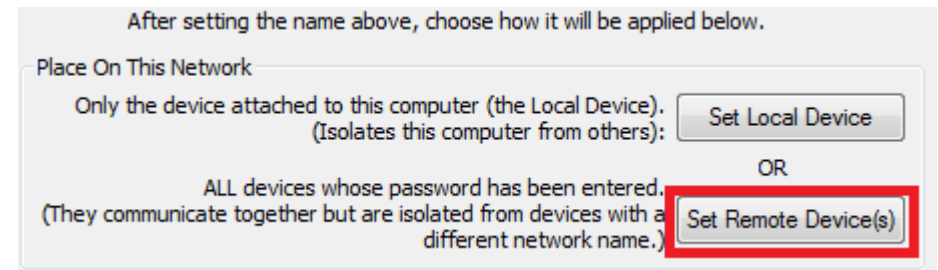 After setting the name above, choose how it will be applied below.
Place On This Network
Only the device attached to this computer (the Local Device).
(Isolates this computer from others):
Set Local Device
OR
ALL devices whose password has been entered.
(They communicate together but are isolated from devices with a
different network name.)
Set Remote Device(s)